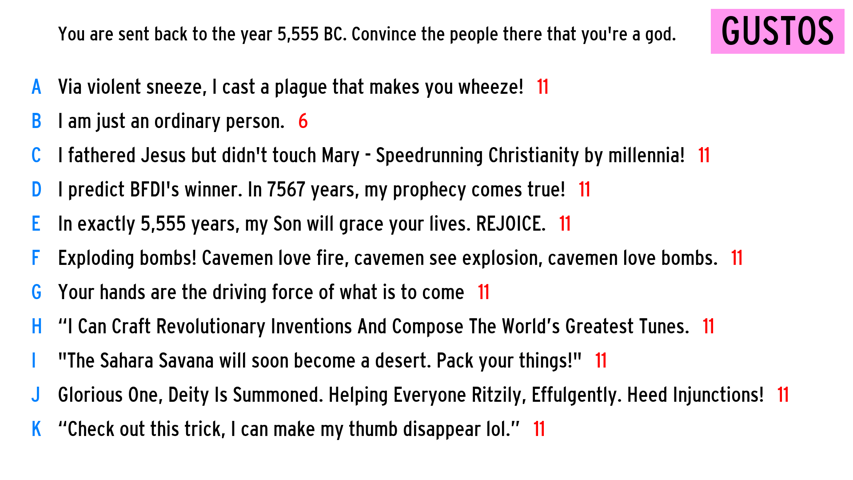 You are sent back to the year 5,555 BC. Convince the people there that you're a god.
GUSTOS
A Via violent sneeze, I cast a plague that makes you wheeze! 11
B I am just an ordinary person. 6
C I fathered Jesus but didn't touch Mary - Speedrunning Christianity by millennia! 11
D I predict BFDI's winner. In 7567 years, my prophecy comes true! 11
E In exactly 5,555 years, my Son will grace your lives. REJOICE. 11
F Exploding bombs! Cavemen love fire, cavemen see explosion, cavemen love bombs. 11
G Your hands are the driving force of what is to come 11
H “I Can Craft Revolutionary Inventions And Compose The World’s Greatest Tunes. 11
I "The Sahara Savana will soon become a desert. Pack your things!" 11
J Glorious One, Deity Is Summoned. Helping Everyone Ritzily, Effulgently. Heed Injunctions! 11
K “Check out this trick, I can make my thumb disappear lol.” 11